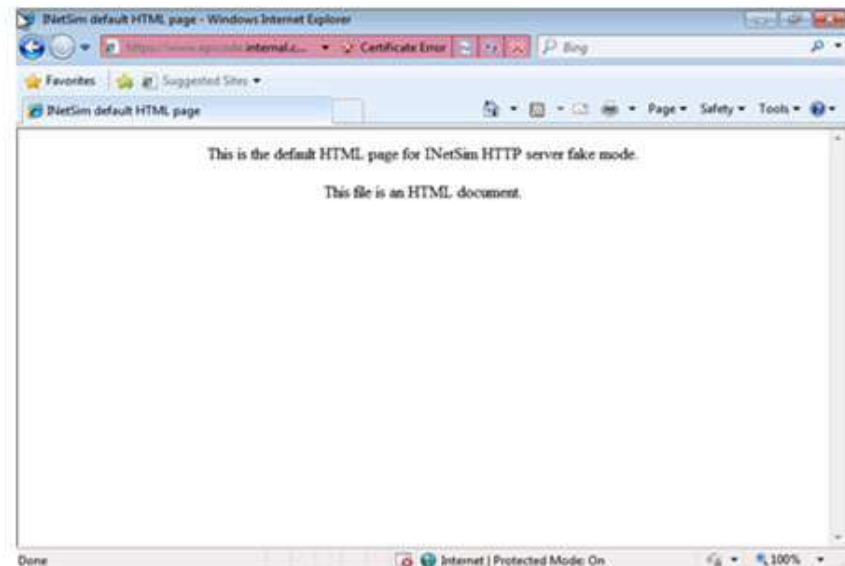 INetSim default HTML page - Windows Internet Explorer
internal.c... Certificate Error Bing
Favorites Suggested Sites
INetSim default HTML page Page Safety Tools
This is the default HTML page for INetSim HTTP server fake mode.
This file is an HTML document.
Done Internet | Protected Mode: On 100%